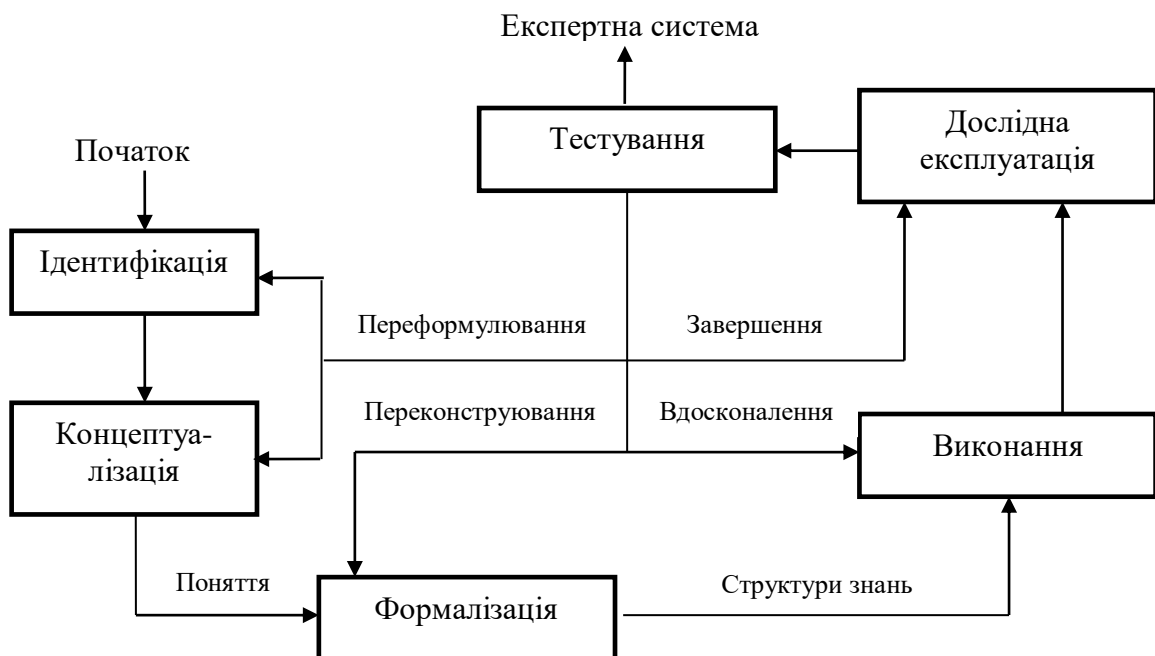 Експертна система
Тестування
Дослідна
експлуатація
Початок
Ідентифікація
Переформулювання
Завершення
Концептуа-
лізація
Переконструювання
Вдосконалення
Виконання
Поняття
Формалізація
Структури знань